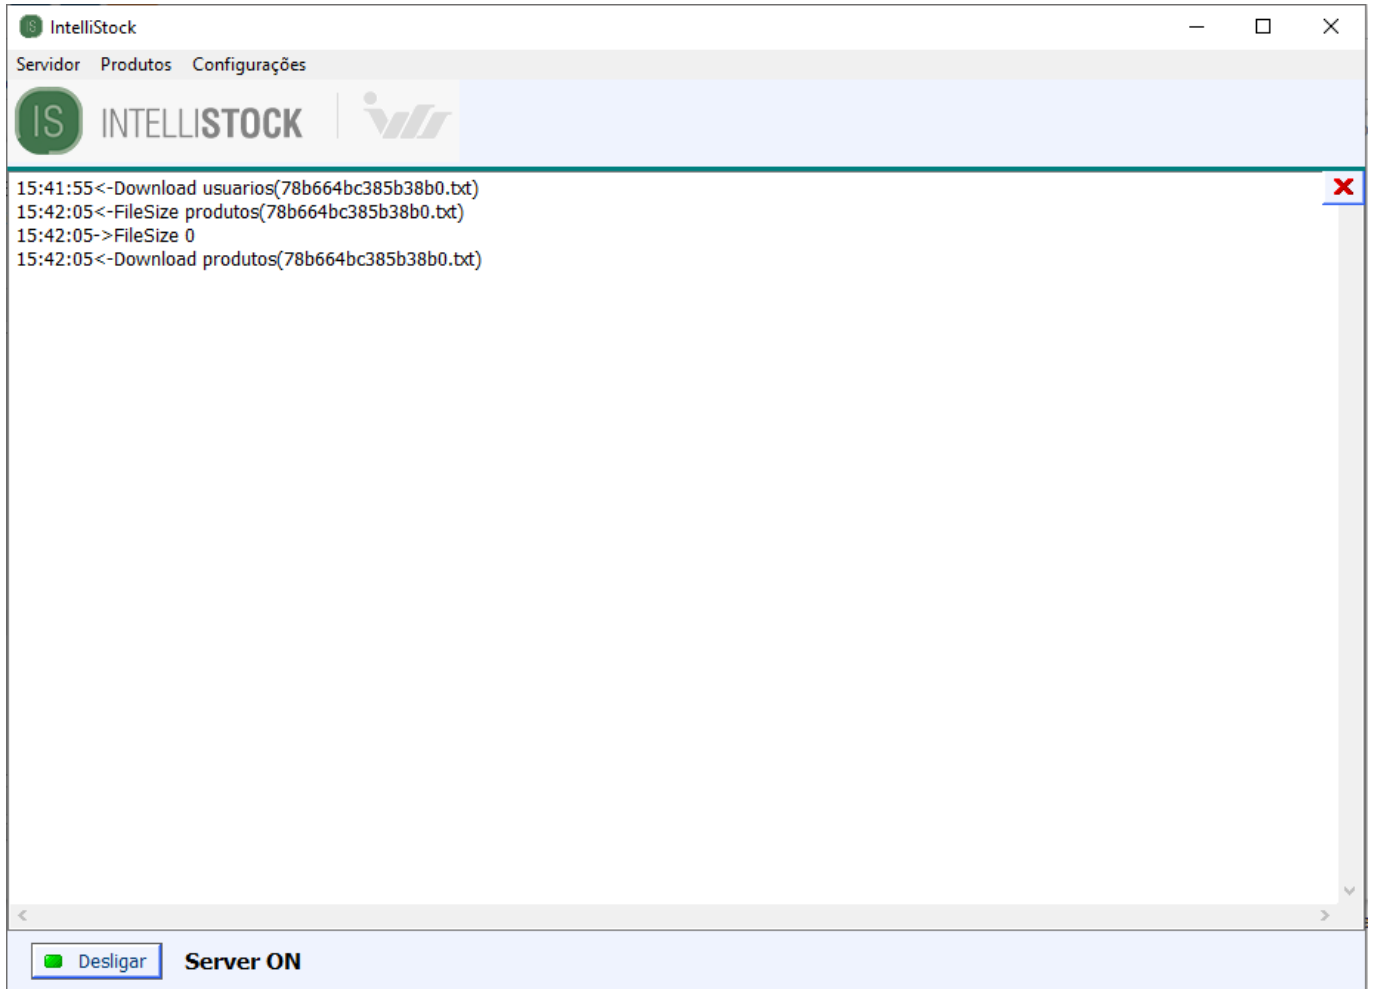 IntelliStock
Servidor Produtos Configurações
IS INTELLISTOCK iws
15:41:55<-Download usuarios(78b664bc385b38b0.txt)
15:42:05<-FileSize produtos(78b664bc385b38b0.txt)
15:42:05->FileSize 0
15:42:05<-Download produtos(78b664bc385b38b0.txt)
Desligar Server ON